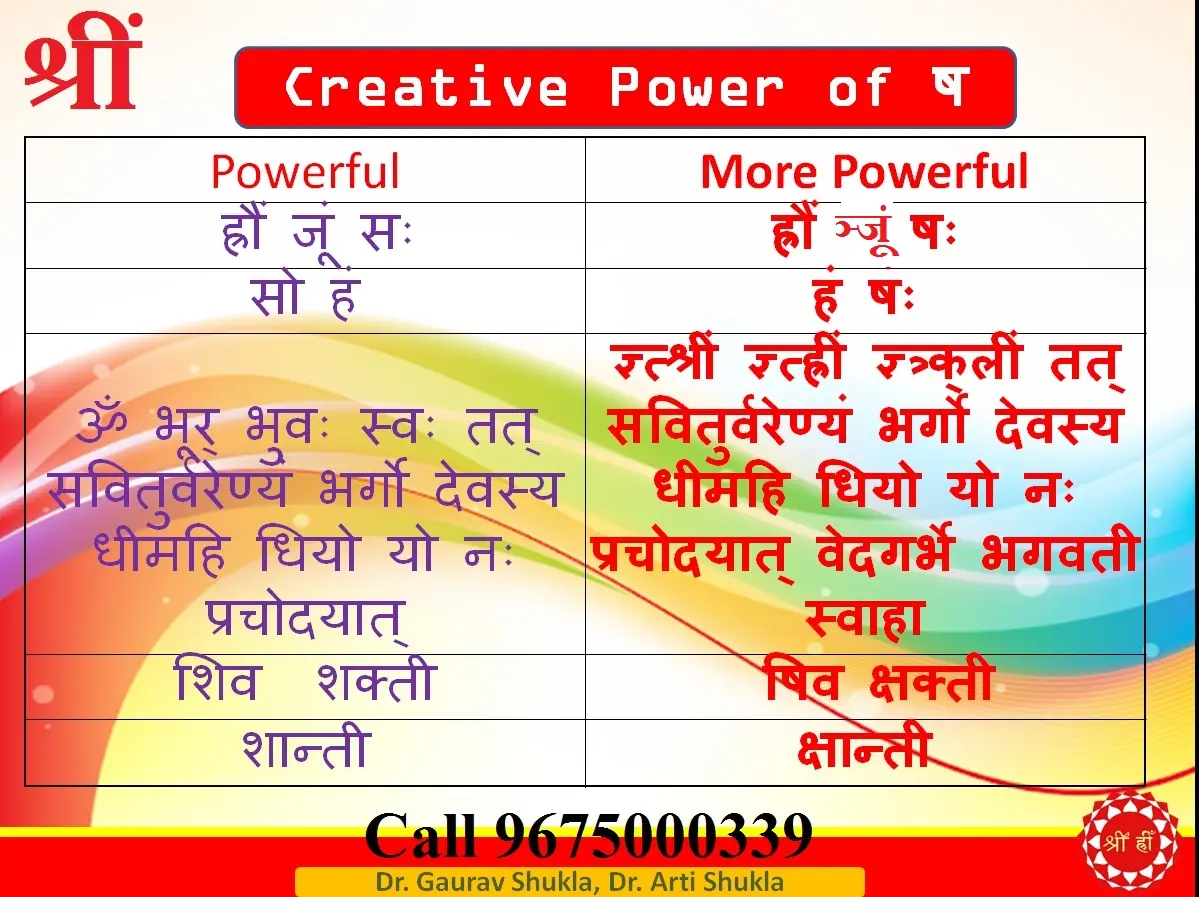 श्रीं
Creative Power of ष
Powerful
More Powerful
ह्रौं जूं सः
ह्रौं ञ्जूं षः
सो हं
हं षः
ॐ भूर् भुवः स्वः तत्
सवितुर्वरेण्यं भर्गो देवस्य
धीमहि धियो यो नः
प्रचोदयात्
ज्त्श्रीं ज्त्ह्रीं ज्त्र्क्लीं तत्
सवितुर्वरेण्यं भर्गो देवस्य
धीमहि धियो यो नः
प्रचोदयात् वेदगर्भे भगवती
स्वाहा
शिव शक्ती
षिव क्षक्ती
शान्ती
क्षान्ती
Call 9675000339
Dr. Gaurav Shukla, Dr. Arti Shukla
श्रीं ह्रीं